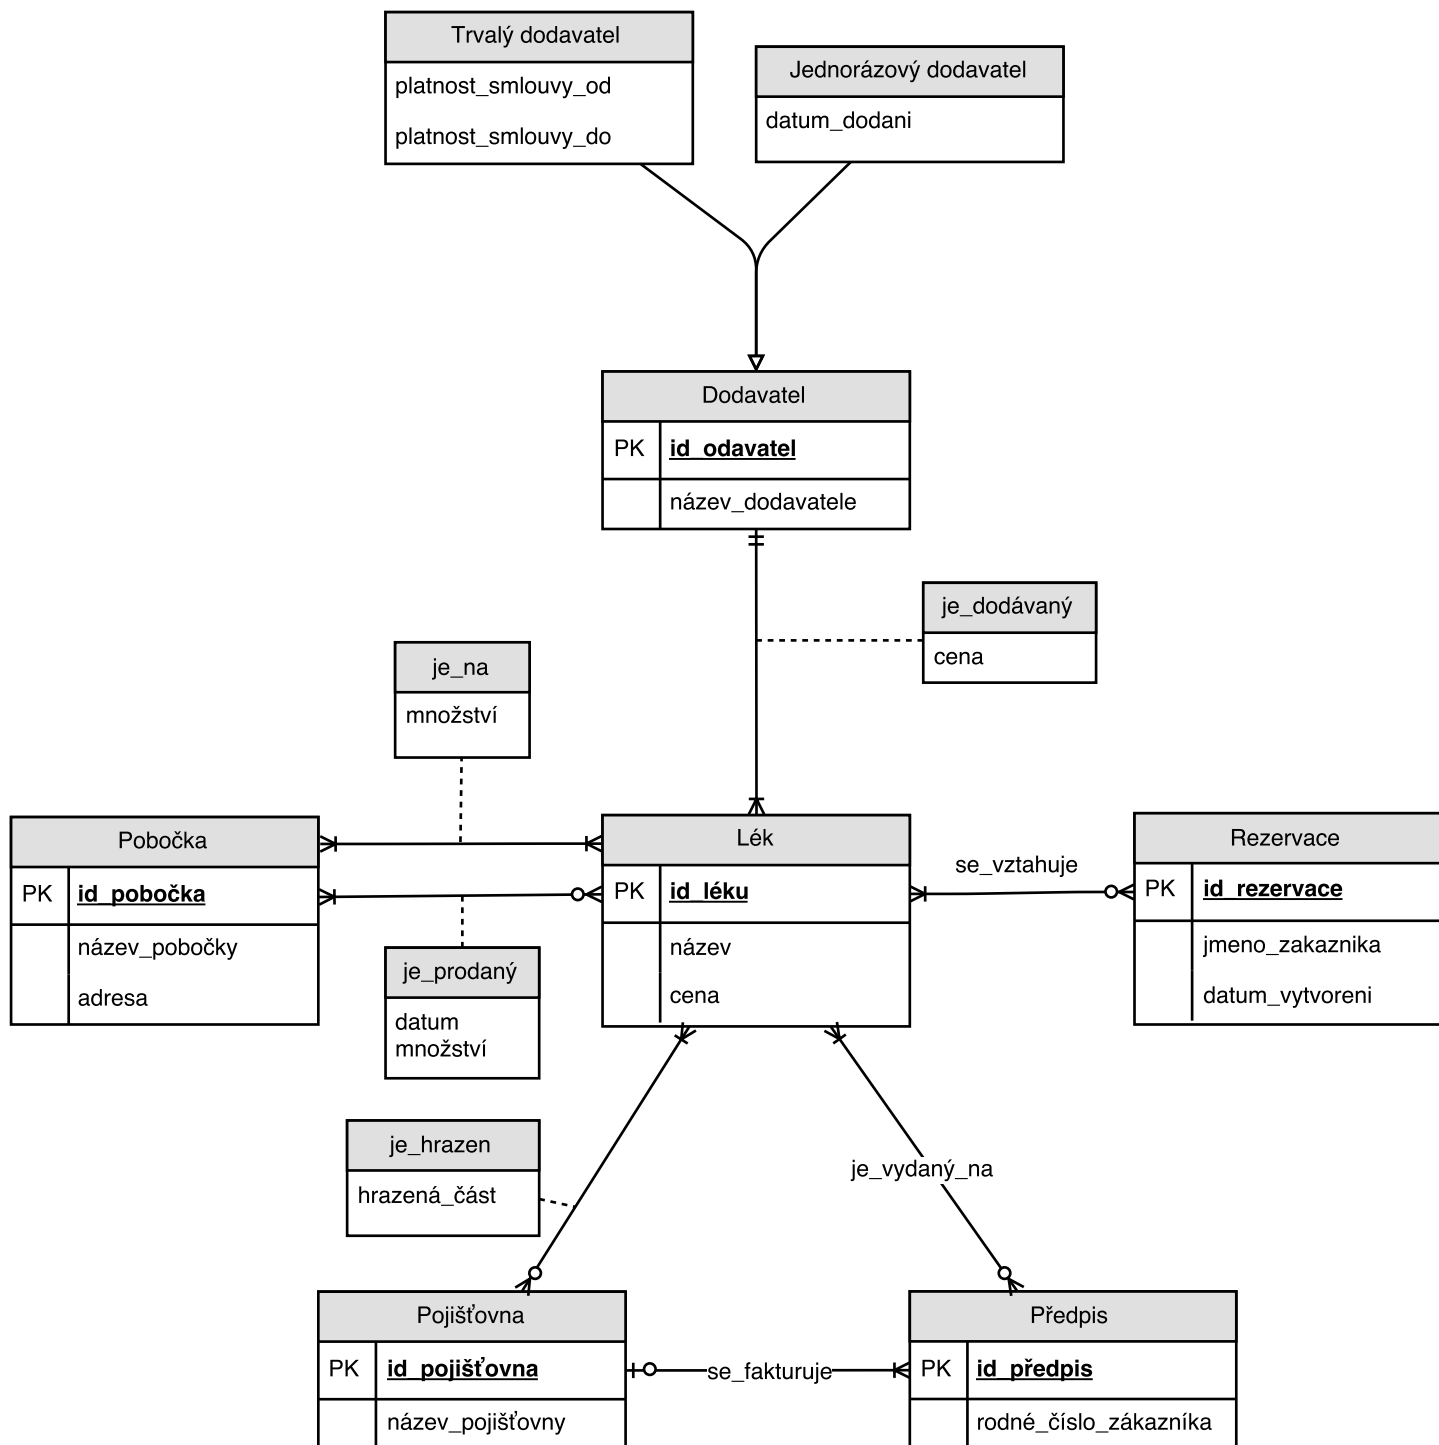 Trvalý dodavatel
platnost_smlouvy_od
platnost_smlouvy_do
Jednorázový dodavatel
datum_dodani
Dodavatel
PK id_odavatel
název_dodavatele
je_dodávaný
cena
je_na
množství
Pobočka
PK id_pobočka
název_pobočky
adresa
Lék
PK id_léku
název
cena
se_vztahuje
Rezervace
PK id_rezervace
jmeno_zakaznika
datum_vytvoreni
je_prodaný
datum
množství
je_hrazen
hrazená_část
je_vydaný_na
Pojišťovna
PK id_pojišťovna
název_pojišťovny
se_fakturuje
Předpis
PK id_předpis
rodné_číslo_zákazníka